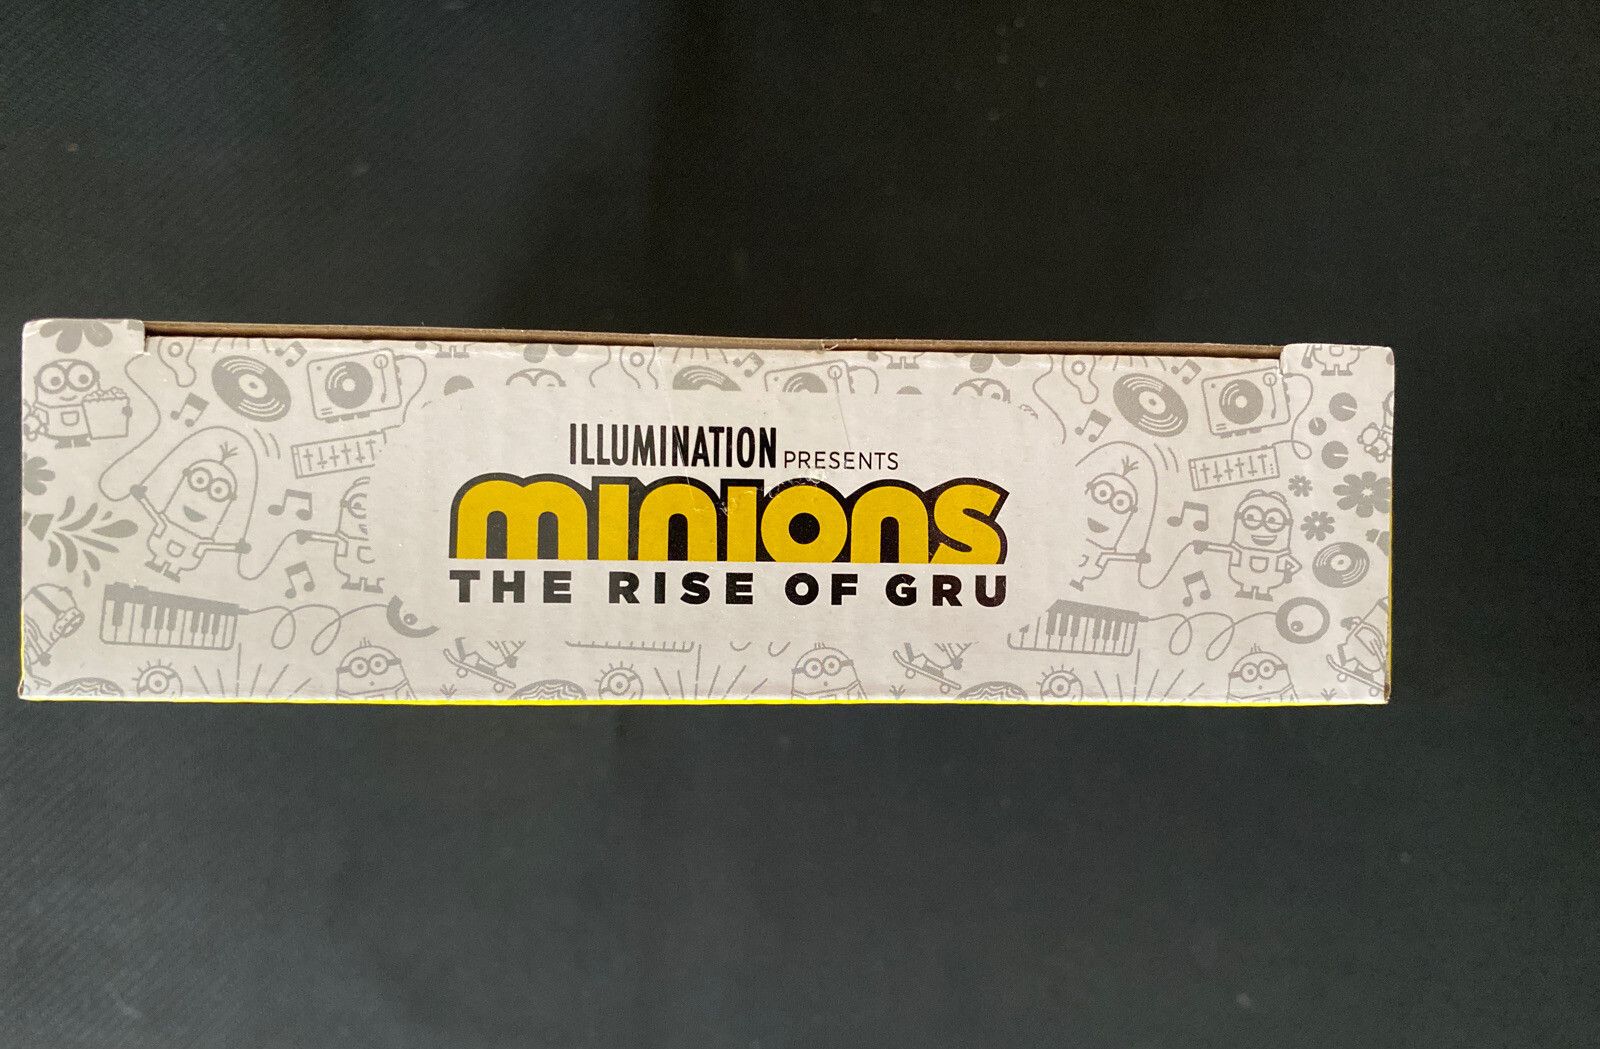 ILLUMINATION PRESENTS
minions
THE RISE OF GRU